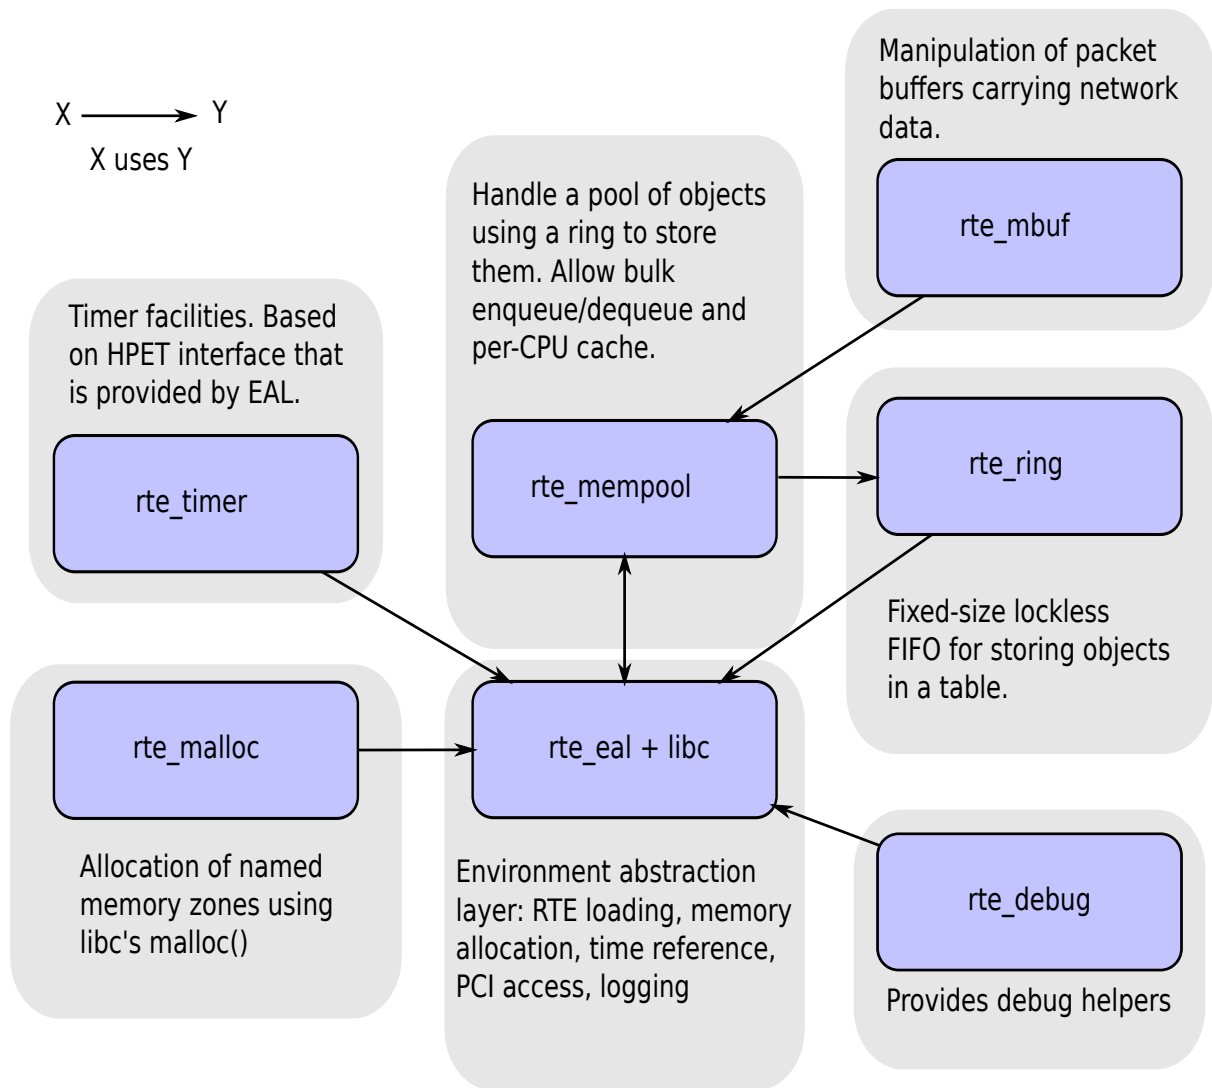 X
Y
X uses Y
Manipulation of packet
buffers carrying network
data.
rte_mbuf
Handle a pool of objects
using a ring to store
them. Allow bulk
enqueue/dequeue and
per-CPU cache.
rte_mempool
Timer facilities. Based
on HPET interface that
is provided by EAL.
rte_timer
rte_ring
Fixed-size lockless
FIFO for storing objects
in a table.
rte_malloc
Allocation of named
memory zones using
libc's malloc()
rte_eal + libc
Environment abstraction
layer: RTE loading, memory
allocation, time reference,
PCI access, logging
rte_debug
Provides debug helpers